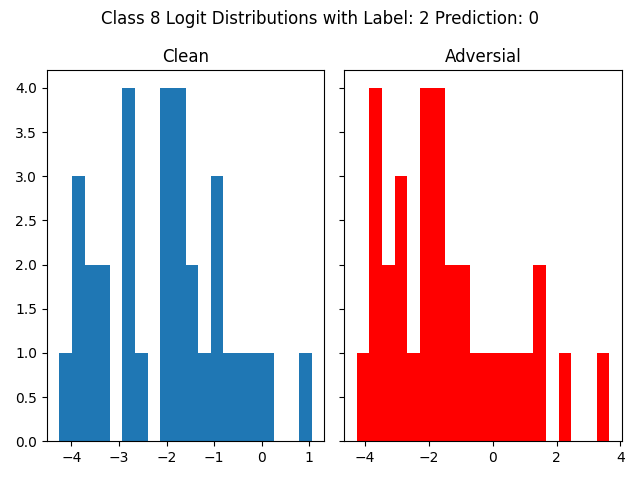 Class 8 Logit Distributions with Label: 2 Prediction: 0
Clean
Adversial
4.0
3.5
3.0
2.5
2.0
1.5
1.0
0.5
0.0
−4 −3 −2 −1 0 1
−4 −2 0 2 4